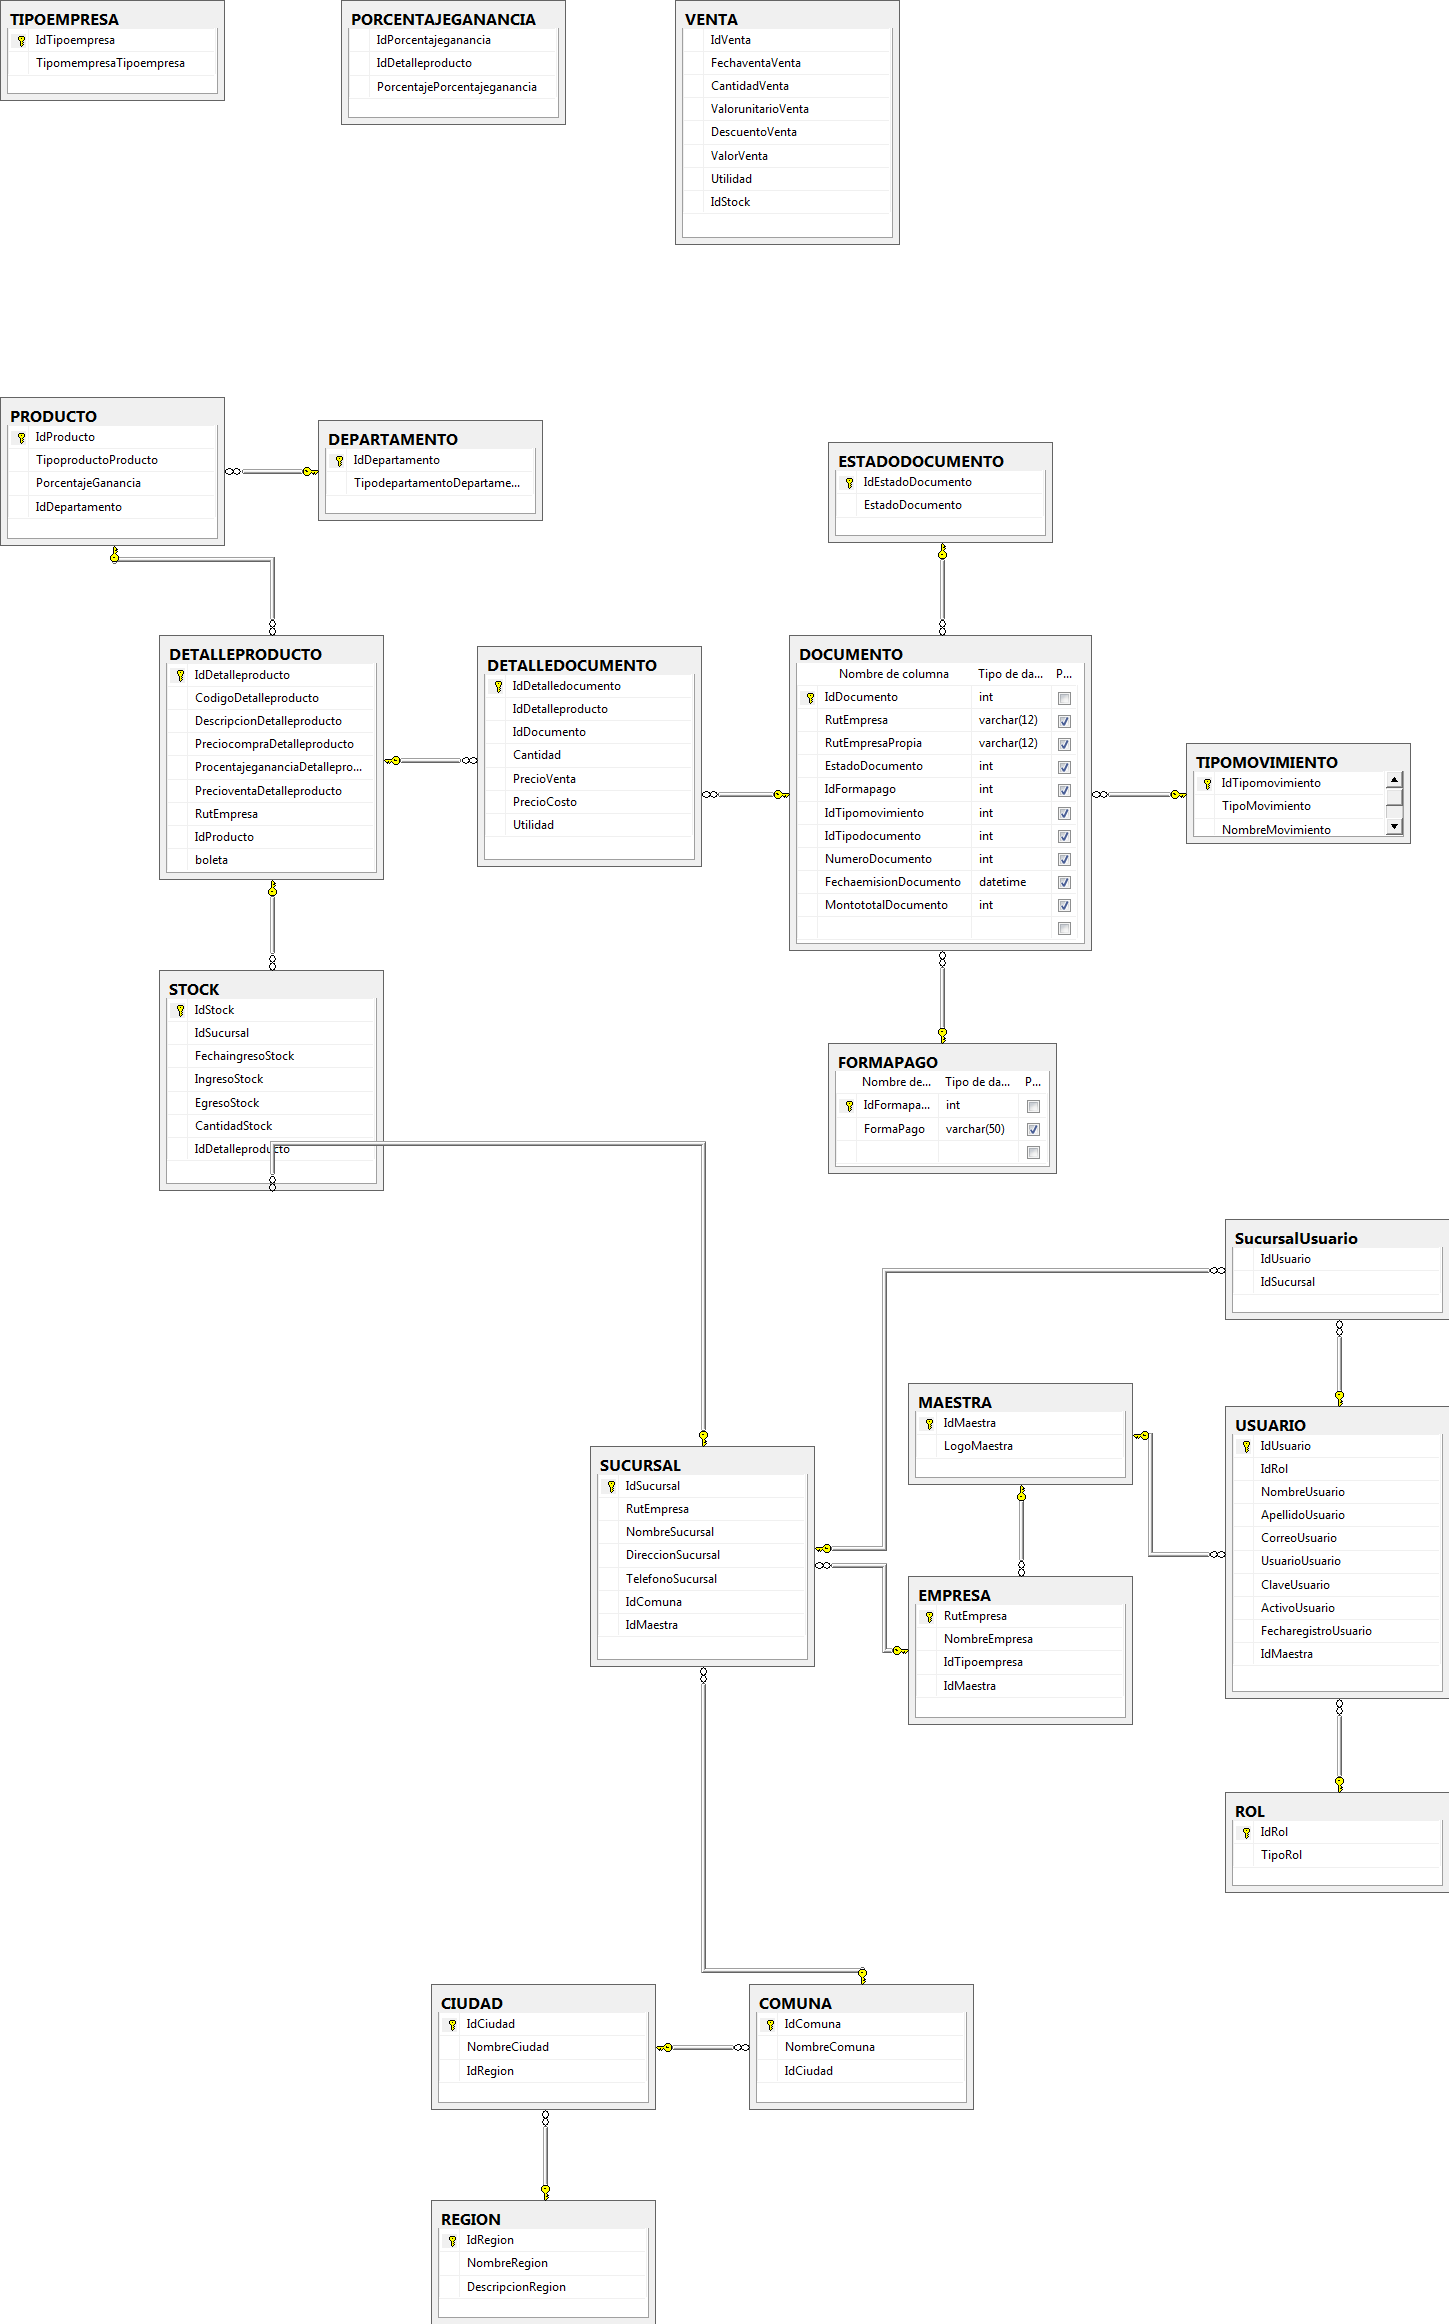 TIPOEMPRESA
IdTipoempresa
TipomempresaTipoempresa
PORCENTAJEGANANCIA
IdPorcentajeganancia
IdDetalleproducto
PorcentajePorcentajeganancia
VENTA
IdVenta
FechaventaVenta
CantidadVenta
ValorunitarioVenta
DescuentoVenta
ValorVenta
Utilidad
IdStock
PRODUCTO
IdProducto
TipoproductoProducto
PorcentajeGanancia
IdDepartamento
DEPARTAMENTO
IdDepartamento
TipodepartamentoDepartame...
ESTADODOCUMENTO
IdEstadoDocumento
EstadoDocumento
DETALLEPRODUCTO
IdDetalleproducto
CodigoDetalleproducto
DescripcionDetalleproducto
PreciocompraDetalleproducto
ProcentajegananciaDetallepro...
PrecioventaDetalleproducto
RutEmpresa
IdProducto
boleta
DETALLEDOCUMENTO
IdDetalledocumento
IdDetalleproducto
IdDocumento
Cantidad
PrecioVenta
PrecioCosto
Utilidad
DOCUMENTO
Nombre de columna Tipo de da... P...
IdDocumento int
RutEmpresa varchar(12)
RutEmpresaPropia varchar(12)
EstadoDocumento int
IdFormapago int
IdTipomovimiento int
IdTipodocumento int
NumeroDocumento int
FechaemisionDocumento datetime
MontototalDocumento int
TIPOMOVIMIENTO
IdTipomovimiento
TipoMovimiento
NombreMovimiento
STOCK
IdStock
IdSucursal
FechaingresoStock
IngresoStock
EgresoStock
CantidadStock
IdDetalleproducto
FORMAPAGO
Nombre de... Tipo de da... P...
IdFormapa... int
FormaPago varchar(50)
SucursalUsuario
IdUsuario
IdSucursal
MAESTRA
IdMaestra
LogoMaestra
USUARIO
IdUsuario
IdRol
NombreUsuario
ApellidoUsuario
CorreoUsuario
UsuarioUsuario
ClaveUsuario
ActivoUsuario
FecharegistroUsuario
IdMaestra
SUCURSAL
IdSucursal
RutEmpresa
NombreSucursal
DireccionSucursal
TelefonoSucursal
IdComuna
IdMaestra
EMPRESA
RutEmpresa
NombreEmpresa
IdTipoempresa
IdMaestra
ROL
IdRol
TipoRol
CIUDAD
IdCiudad
NombreCiudad
IdRegion
COMUNA
IdComuna
NombreComuna
IdCiudad
REGION
IdRegion
NombreRegion
DescripcionRegion